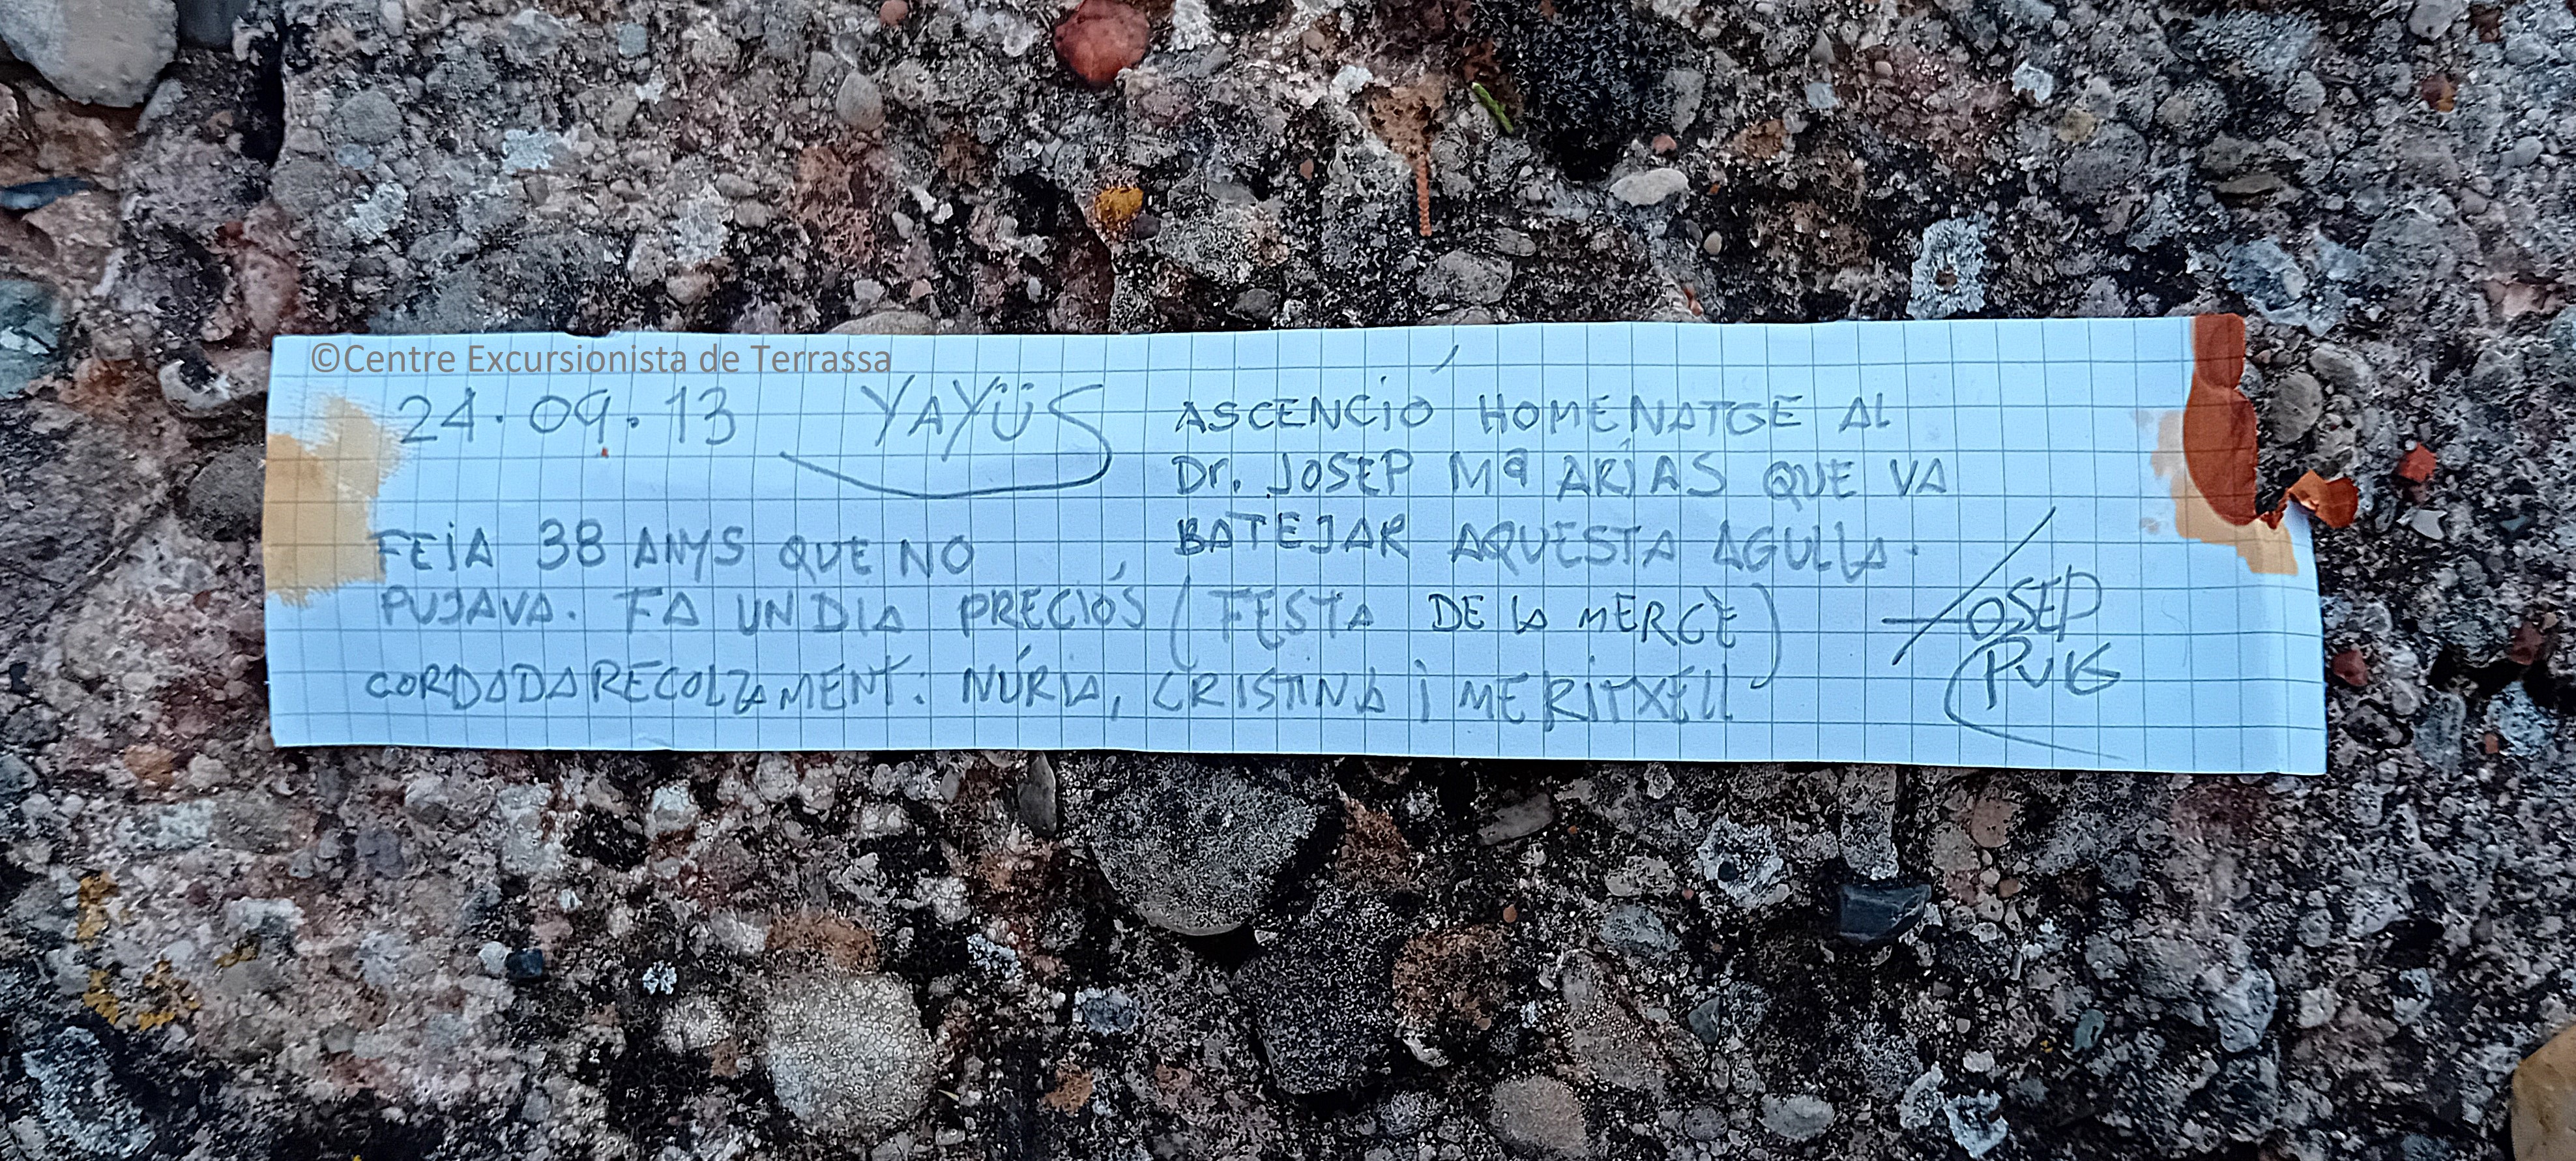 ©Centre Excursionista de Terrassa
24.09.13 YAYÜS
ASCENCIÓ HOMENATGE AL
Dr. JOSEP Mª ARÍAS QUE VA
BATEJAR AQUESTA AGULLA.
FEIA 38 ANYS QUE NO
PUJAVA. FA UN DIA PRECIÓS (FESTA DE LA MERCÈ)
CORDADA RECOLZAMENT: NÚRIA, CRISTINA i MERITXELL
JOSEP
PUIG